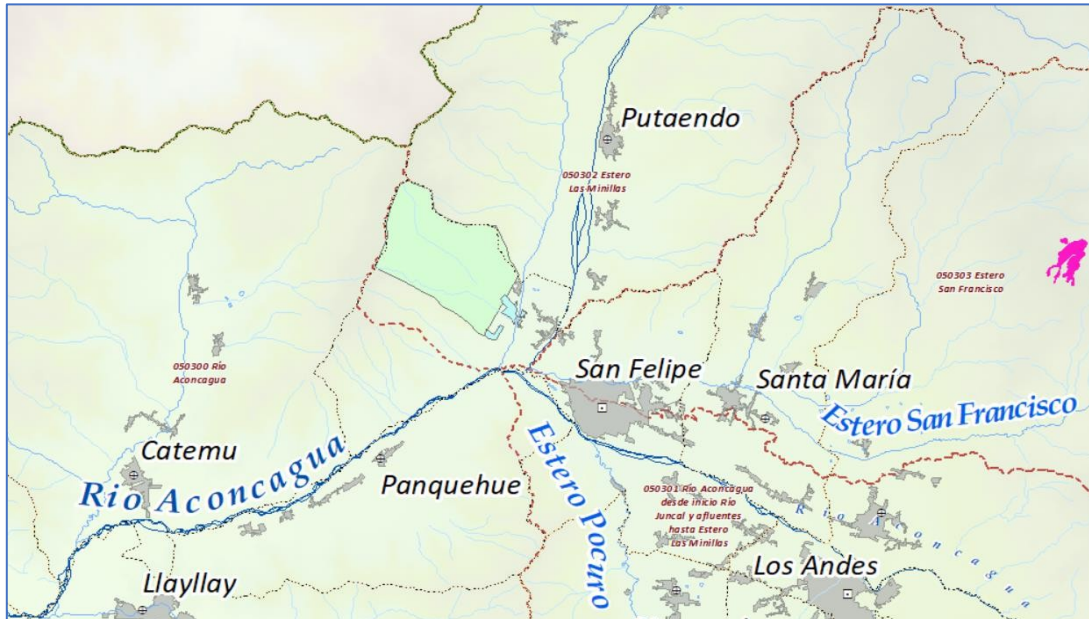 Putaendo
050302 Estero
Las Minillas
050303 Estero
San Francisco
050300 Río
Aconcagua
San Felipe
Santa María
Estero San Francisco
Catemu
Río Aconcagua
Panquehue
Estero Pocuro
050301 Río Aconcagua
desde inicio Río
Juncal y afluentes
hasta Estero
Las Minillas
Río Aconcagua
Los Andes
Llayllay